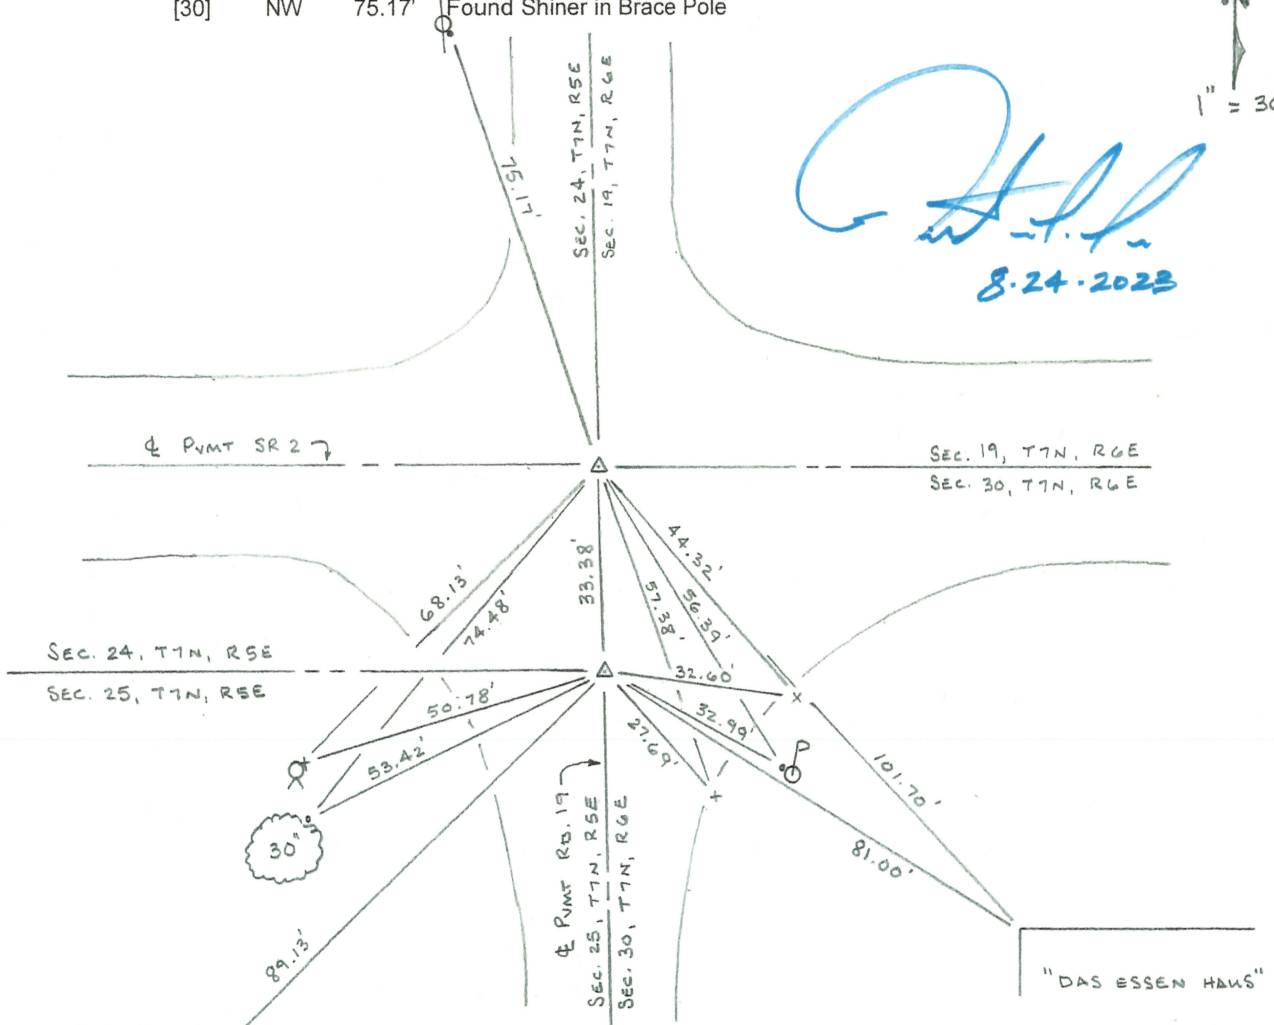 [30] NW 75.17' Found Shiner in Brace Pole
1" = 30
SEC. 24, T7N, R5E
SEC. 19, T7N, R6E
75.17'
8.24.2023
℄ PVMT SR 2
SEC. 19, T7N, R6E
SEC. 30, T7N, R6E
44.32'
33.38'
56.39'
57.38'
68.13'
74.48'
SEC. 24, T7N, R5E
SEC. 25, T7N, R5E
32.60'
50.78'
32.99'
27.69'
53.42'
101.70'
30"
81.00'
℄ PVMT RD. 19
SEC. 25, T7N, R5E
SEC. 30, T7N, R6E
89.13'
"DAS ESSEN HAUS"